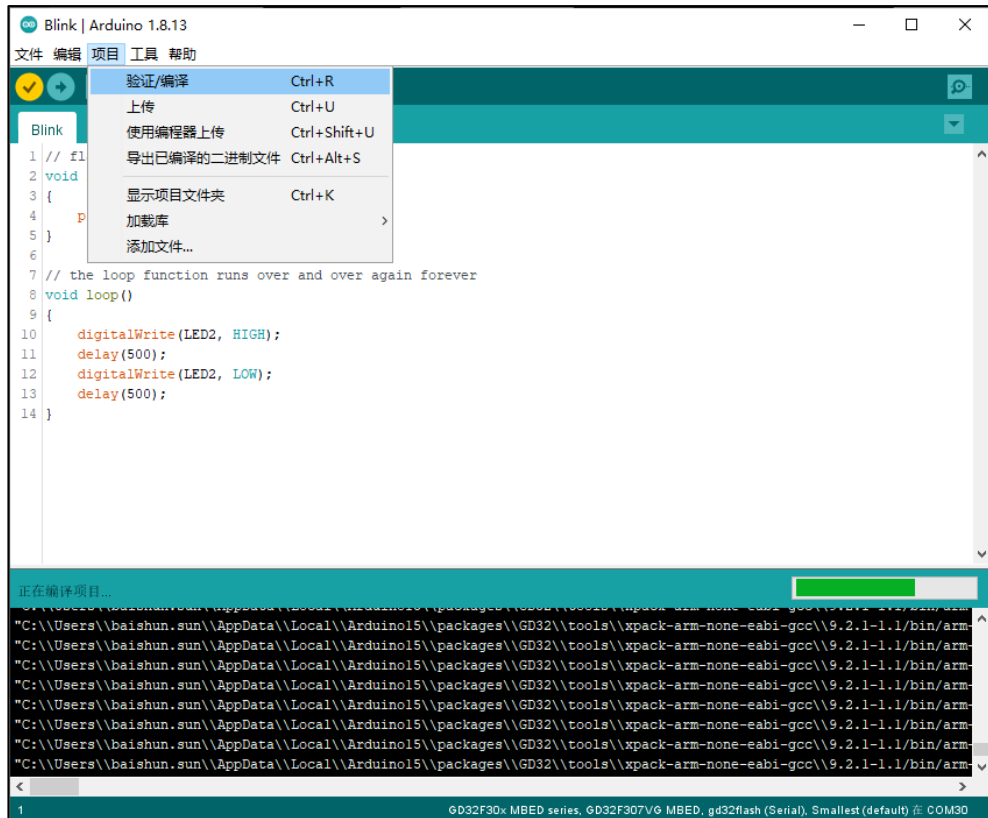 Blink | Arduino 1.8.13
文件 编辑 项目 工具 帮助
验证/编译 Ctrl+R
上传 Ctrl+U
使用编程器上传 Ctrl+Shift+U
导出已编译的二进制文件 Ctrl+Alt+S
显示项目文件夹 Ctrl+K
加载库
添加文件...
Blink
1 // fl
2 void
3 {
4 p
5 }
6
7 // the loop function runs over and over again forever
8 void loop()
9 {
10 digitalWrite(LED2, HIGH);
11 delay(500);
12 digitalWrite(LED2, LOW);
13 delay(500);
14 }
正在编译项目...
"C:\\Users\\baishun.sun\\AppData\\Local\\Arduino15\\packages\\GD32\\tools\\xpack-arm-none-eabi-gcc\\9.2.1-1.1/bin/arm-
"C:\\Users\\baishun.sun\\AppData\\Local\\Arduino15\\packages\\GD32\\tools\\xpack-arm-none-eabi-gcc\\9.2.1-1.1/bin/arm-
"C:\\Users\\baishun.sun\\AppData\\Local\\Arduino15\\packages\\GD32\\tools\\xpack-arm-none-eabi-gcc\\9.2.1-1.1/bin/arm-
"C:\\Users\\baishun.sun\\AppData\\Local\\Arduino15\\packages\\GD32\\tools\\xpack-arm-none-eabi-gcc\\9.2.1-1.1/bin/arm-
"C:\\Users\\baishun.sun\\AppData\\Local\\Arduino15\\packages\\GD32\\tools\\xpack-arm-none-eabi-gcc\\9.2.1-1.1/bin/arm-
"C:\\Users\\baishun.sun\\AppData\\Local\\Arduino15\\packages\\GD32\\tools\\xpack-arm-none-eabi-gcc\\9.2.1-1.1/bin/arm-
"C:\\Users\\baishun.sun\\AppData\\Local\\Arduino15\\packages\\GD32\\tools\\xpack-arm-none-eabi-gcc\\9.2.1-1.1/bin/arm-
"C:\\Users\\baishun.sun\\AppData\\Local\\Arduino15\\packages\\GD32\\tools\\xpack-arm-none-eabi-gcc\\9.2.1-1.1/bin/arm-
1 GD32F30x MBED series, GD32F307VG MBED, gd32flash (Serial), Smallest (default) 在 COM30